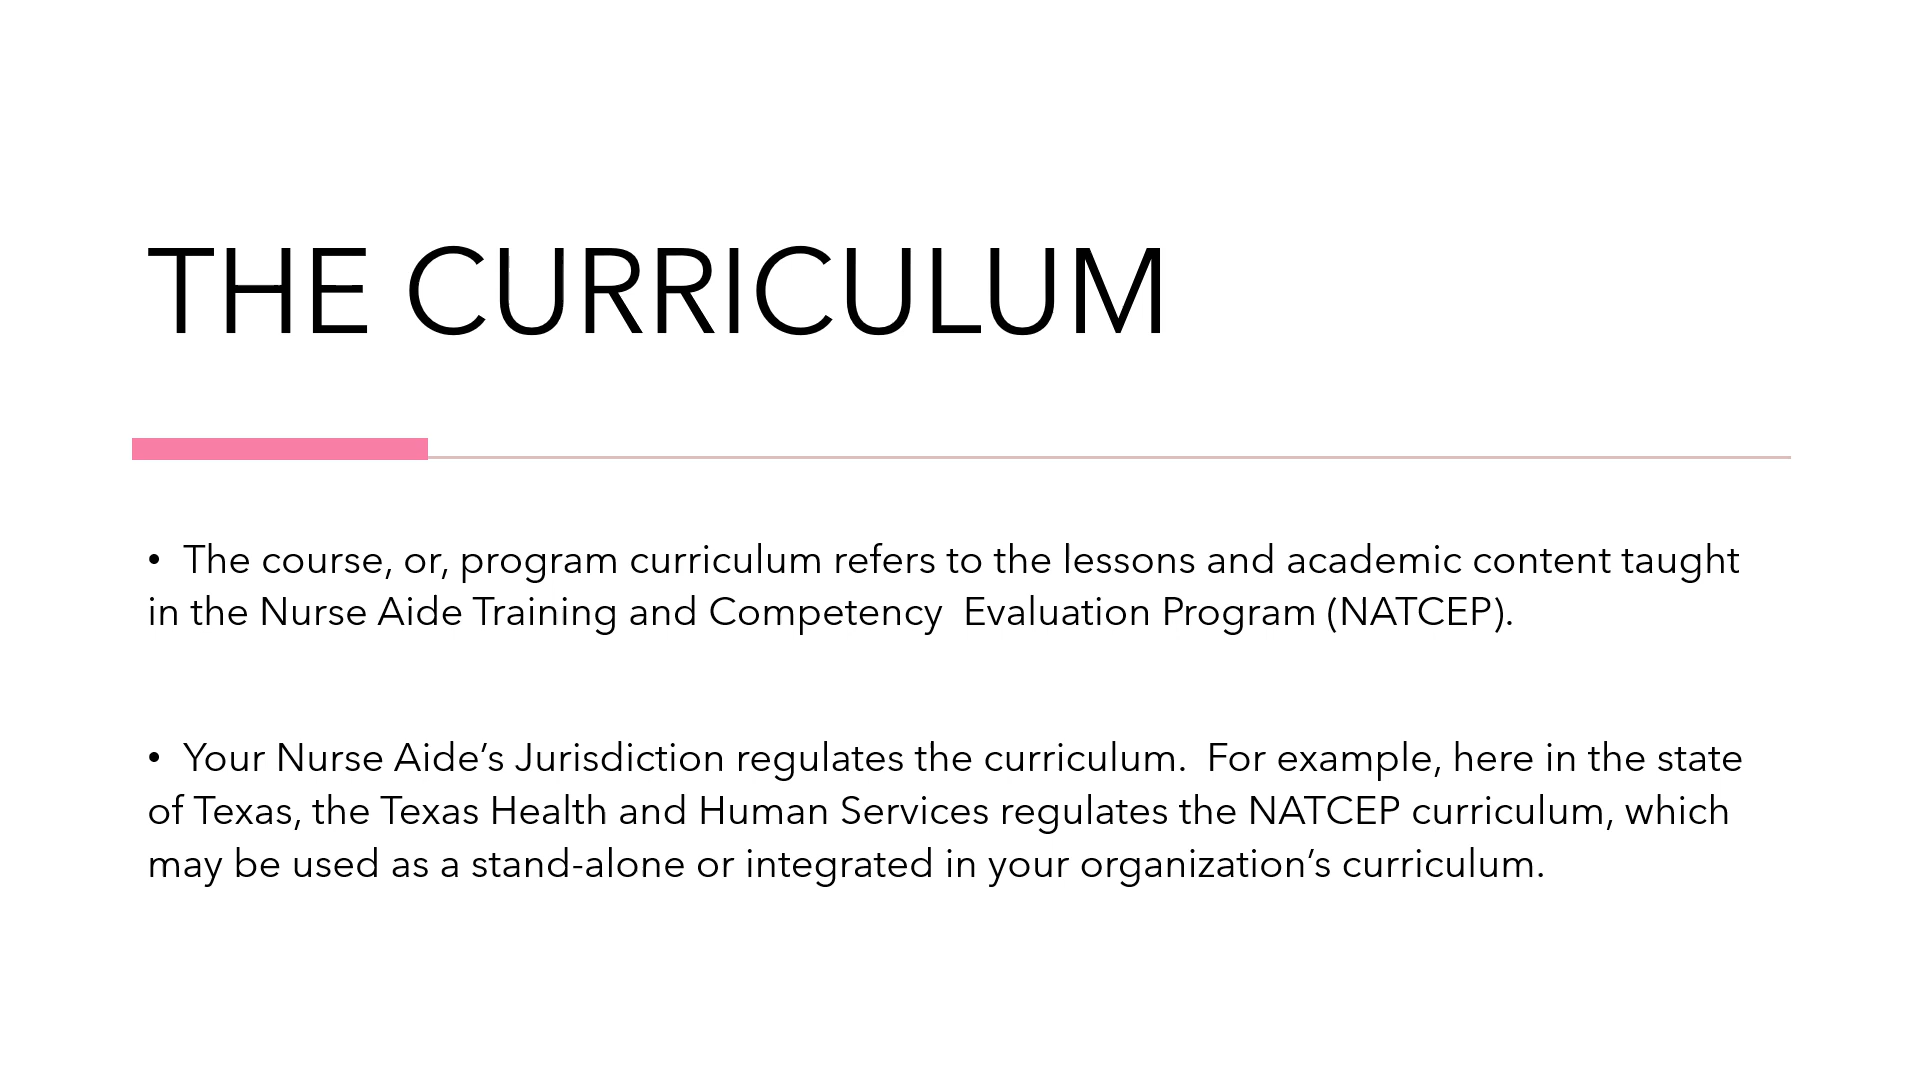 THE CURRICULUM
• The course, or, program curriculum refers to the lessons and academic content taught
in the Nurse Aide Training and Competency  Evaluation Program (NATCEP).
• Your Nurse Aide’s Jurisdiction regulates the curriculum.  For example, here in the state
of Texas, the Texas Health and Human Services regulates the NATCEP curriculum, which
may be used as a stand-alone or integrated in your organization’s curriculum.